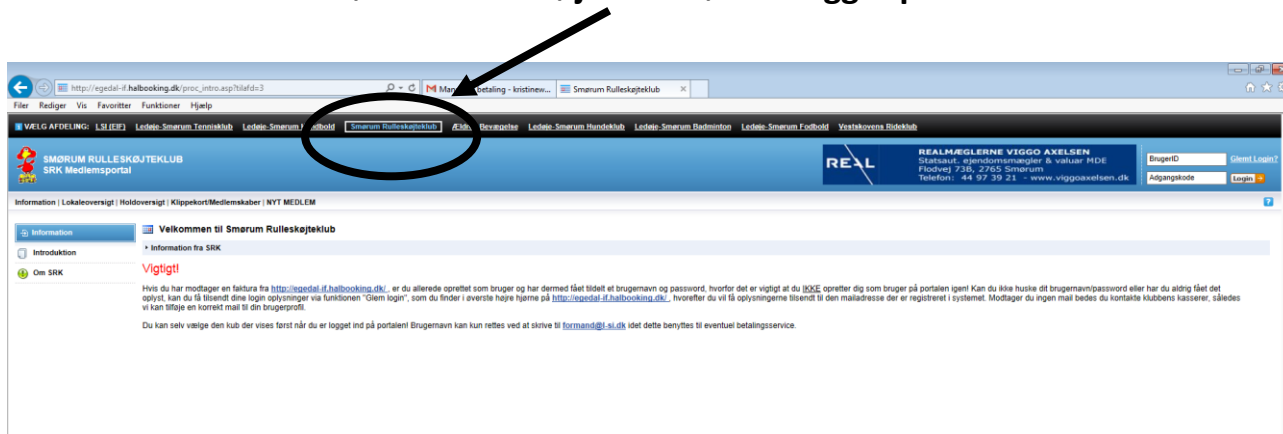 http://egedal-if.halbooking.dk/proc_intro.asp?tilafd=3
betaling - kristinew... Smørum Rulleskøjteklub
Filer Rediger Vis Favoritter Funktioner Hjælp
VÆLG AFDELING: LSI (EIF) Ledøje-Smørum Tennisklub Ledøje-Smørum Smørum Rulleskøjteklub Bevægelse Ledøje-Smørum Hundeklub Ledøje-Smørum Badminton Ledøje-Smørum Fodbold Vestskovens Rideklub
SMØRUM RULLESKØJTEKLUB
SRK Medlemsportal
REAL
REALMÆGLERNE VIGGO AXELSEN
Statsaut. ejendomsmægler & valuar MDE
Flodvej 73B, 2765 Smørum
Telefon: 44 97 39 21 - www.viggoaxelsen.dk
BrugerID Glemt Login?
Adgangskode Login
Information | Lokaleoversigt | Holdoversigt | Klippekort/Medlemskaber | NYT MEDLEM
Information
Introduktion
Om SRK
Velkommen til Smørum Rulleskøjteklub
Information fra SRK
Vigtigt!
Hvis du har modtager en faktura fra http://egedal-if.halbooking.dk/ , er du allerede oprettet som bruger og har dermed fået tildelt et brugernavn og password, hvorfor det er vigtigt at du IKKE opretter dig som bruger på portalen igen! Kan du ikke huske dit brugernavn/password eller har du aldrig fået det
oplyst, kan du få tilsendt dine login oplysninger via funktionen "Glem login", som du finder i øverste højre hjørne på http://egedal-if.halbooking.dk/ , hvorefter du vil få oplysningerne tilsendt til den mailadresse der er registreret i systemet. Modtager du ingen mail bedes du kontakte klubbens kasserer, således
vi kan tilføje en korrekt mail til din brugerprofil.
Du kan selv vælge den kub der vises først når du er logget ind på portalen! Brugernavn kan kun rettes ved at skrive til formand@l-si.dk idet dette benyttes til eventuel betalingsservice.